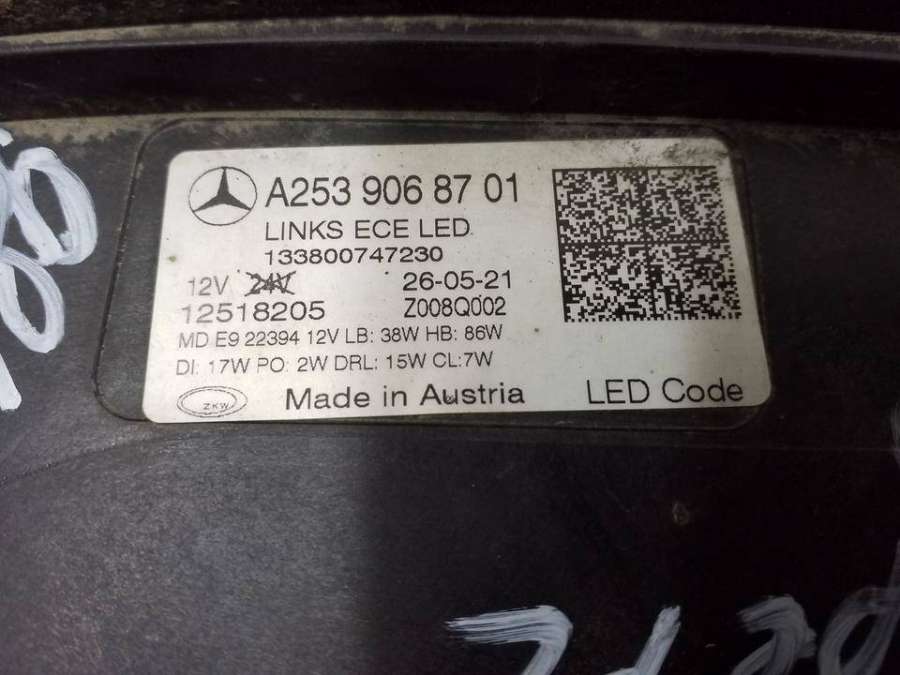 A253 906 87 01
LINKS ECE LED
133800747230
12V 24V 26-05-21
12518205 Z008Q002
MD E9 22394 12V LB: 38W HB: 86W
DI: 17W PO: 2W DRL: 15W CL:7W
ZKW Made in Austria LED Code